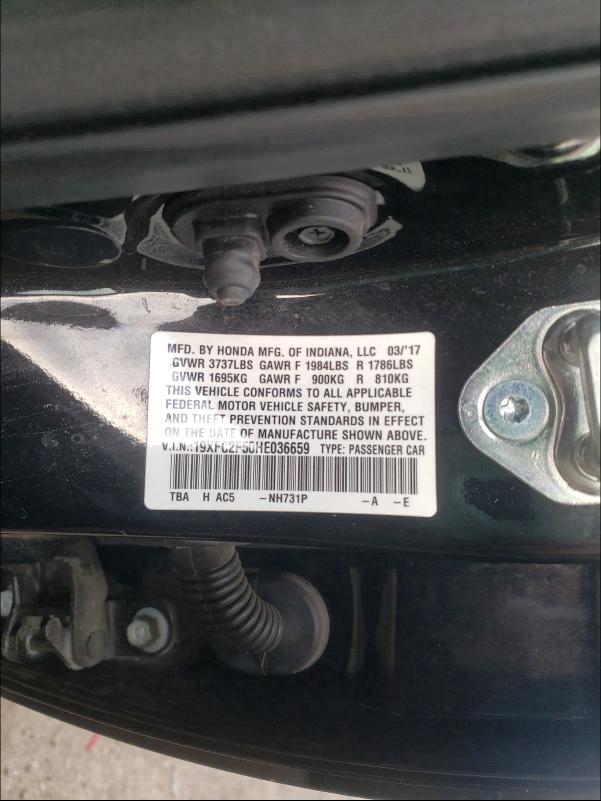 MFD. BY HONDA MFG. OF INDIANA, LLC 03/'17
GVWR 3737LBS GAWR F 1984LBS R 1786LBS
GVWR 1695KG GAWR F 900KG R 810KG
THIS VEHICLE CONFORMS TO ALL APPLICABLE
FEDERAL MOTOR VEHICLE SAFETY, BUMPER,
AND THEFT PREVENTION STANDARDS IN EFFECT
ON THE DATE OF MANUFACTURE SHOWN ABOVE.
V.I.N.:19XFC2F50HE036659 TYPE: PASSENGER CAR
TBA H AC5 -NH731P -A -E